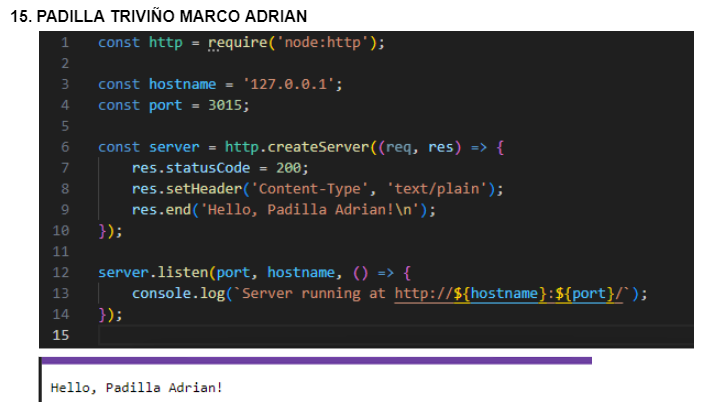 15. PADILLA TRIVIÑO MARCO ADRIAN
1 const http = require('node:http');
2
3 const hostname = '127.0.0.1';
4 const port = 3015;
5
6 const server = http.createServer((req, res) => {
7 res.statusCode = 200;
8 res.setHeader('Content-Type', 'text/plain');
9 res.end('Hello, Padilla Adrian!\n');
10 });
11
12 server.listen(port, hostname, () => {
13 console.log(`Server running at http://${hostname}:${port}/`);
14 });
15
Hello, Padilla Adrian!